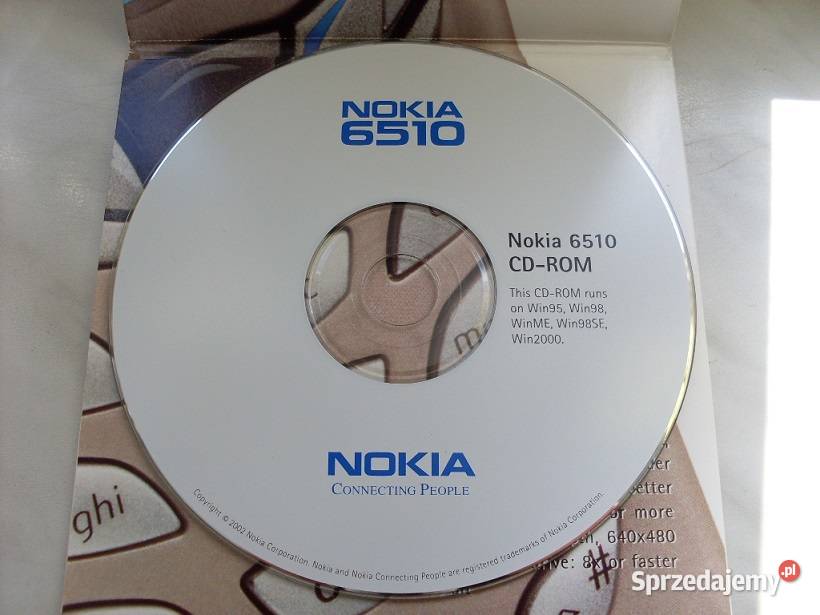 NOKIA
6510
Nokia 6510
CD-ROM
This CD-ROM runs
on Win95, Win98,
WinME, Win98SE,
Win2000.
NOKIA
CONNECTING PEOPLE
Copyright © 2002 Nokia Corporation. Nokia and Nokia Connecting People are registered trademarks of Nokia Corporation.
ghi
m
etter
or more
640x480
drive: 8x or faster
#
Sprzedajemy.pl